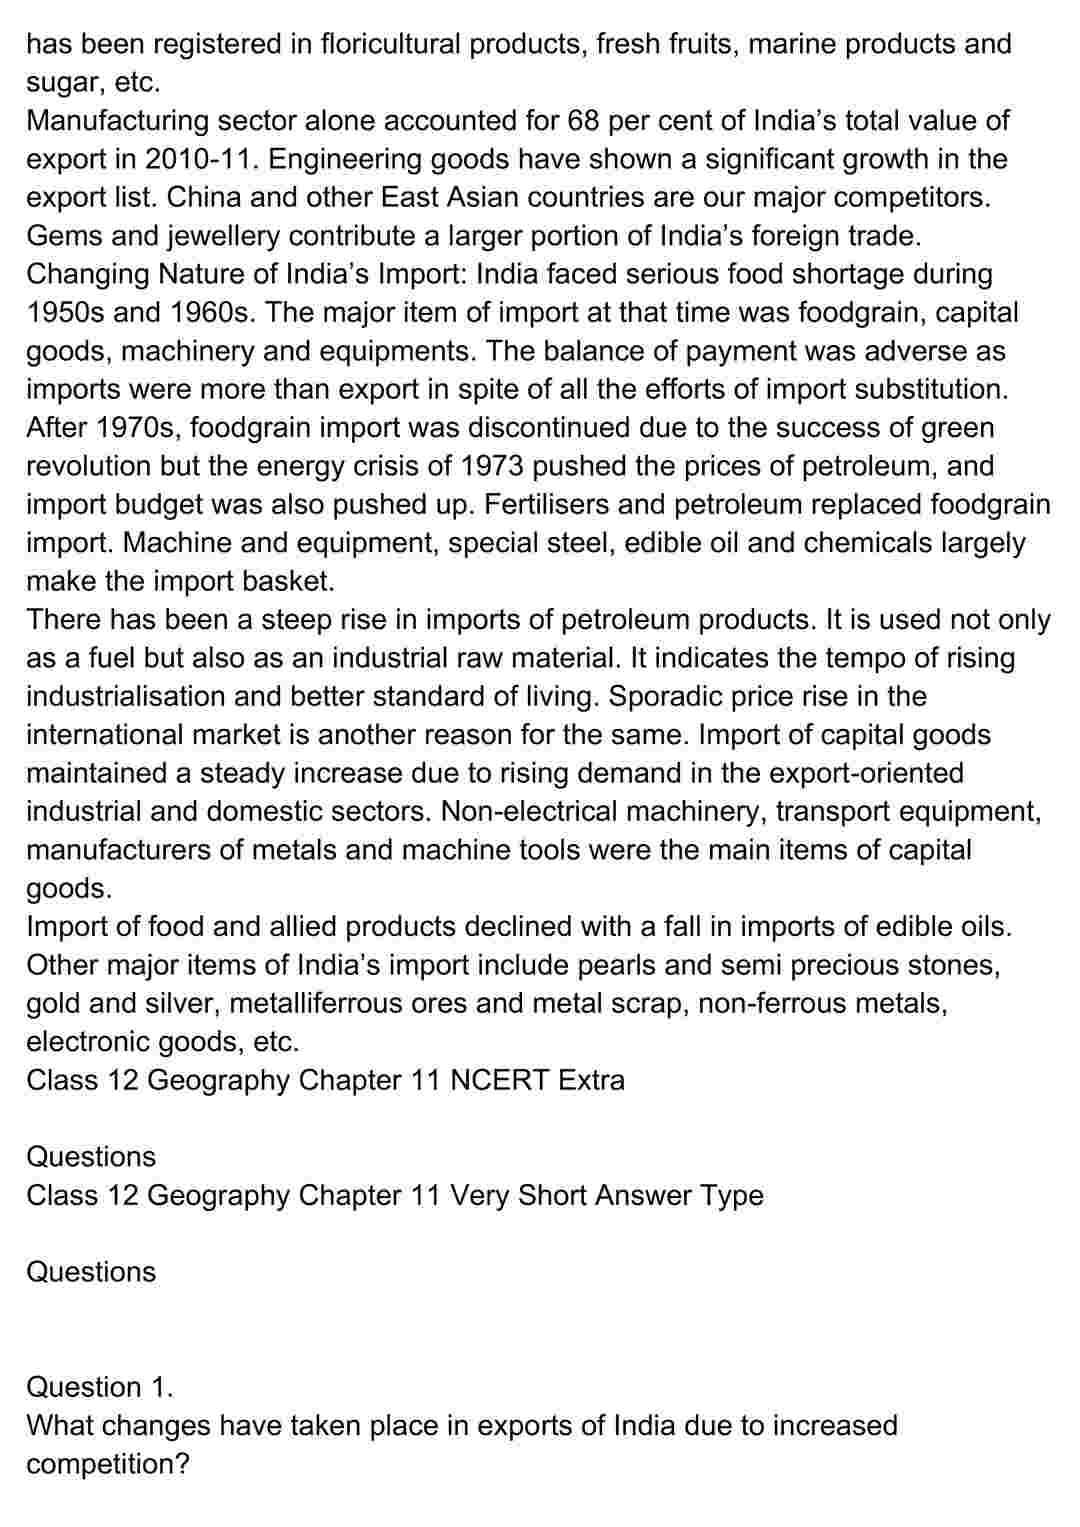 has been registered in floricultural products, fresh fruits, marine products and
sugar, etc.
Manufacturing sector alone accounted for 68 per cent of India’s total value of
export in 2010-11. Engineering goods have shown a significant growth in the
export list. China and other East Asian countries are our major competitors.
Gems and jewellery contribute a larger portion of India’s foreign trade.
Changing Nature of India’s Import: India faced serious food shortage during
1950s and 1960s. The major item of import at that time was foodgrain, capital
goods, machinery and equipments. The balance of payment was adverse as
imports were more than export in spite of all the efforts of import substitution.
After 1970s, foodgrain import was discontinued due to the success of green
revolution but the energy crisis of 1973 pushed the prices of petroleum, and
import budget was also pushed up. Fertilisers and petroleum replaced foodgrain
import. Machine and equipment, special steel, edible oil and chemicals largely
make the import basket.
There has been a steep rise in imports of petroleum products. It is used not only
as a fuel but also as an industrial raw material. It indicates the tempo of rising
industrialisation and better standard of living. Sporadic price rise in the
international market is another reason for the same. Import of capital goods
maintained a steady increase due to rising demand in the export-oriented
industrial and domestic sectors. Non-electrical machinery, transport equipment,
manufacturers of metals and machine tools were the main items of capital
goods.
Import of food and allied products declined with a fall in imports of edible oils.
Other major items of India’s import include pearls and semi precious stones,
gold and silver, metalliferrous ores and metal scrap, non-ferrous metals,
electronic goods, etc.
Class 12 Geography Chapter 11 NCERT Extra
Questions
Class 12 Geography Chapter 11 Very Short Answer Type
Questions
Question 1.
What changes have taken place in exports of India due to increased
competition?